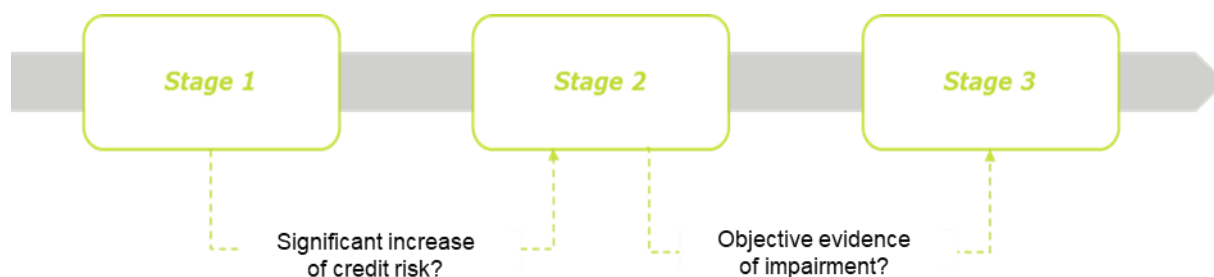 Stage 1
Stage 2
Stage 3
Significant increase
of credit risk?
Objective evidence
of impairment?